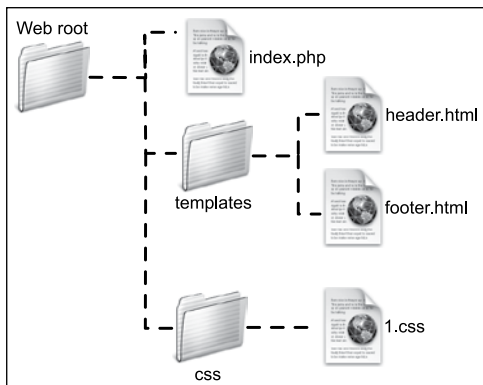 Web root
index.php
header.html
templates
footer.html
1.css
css